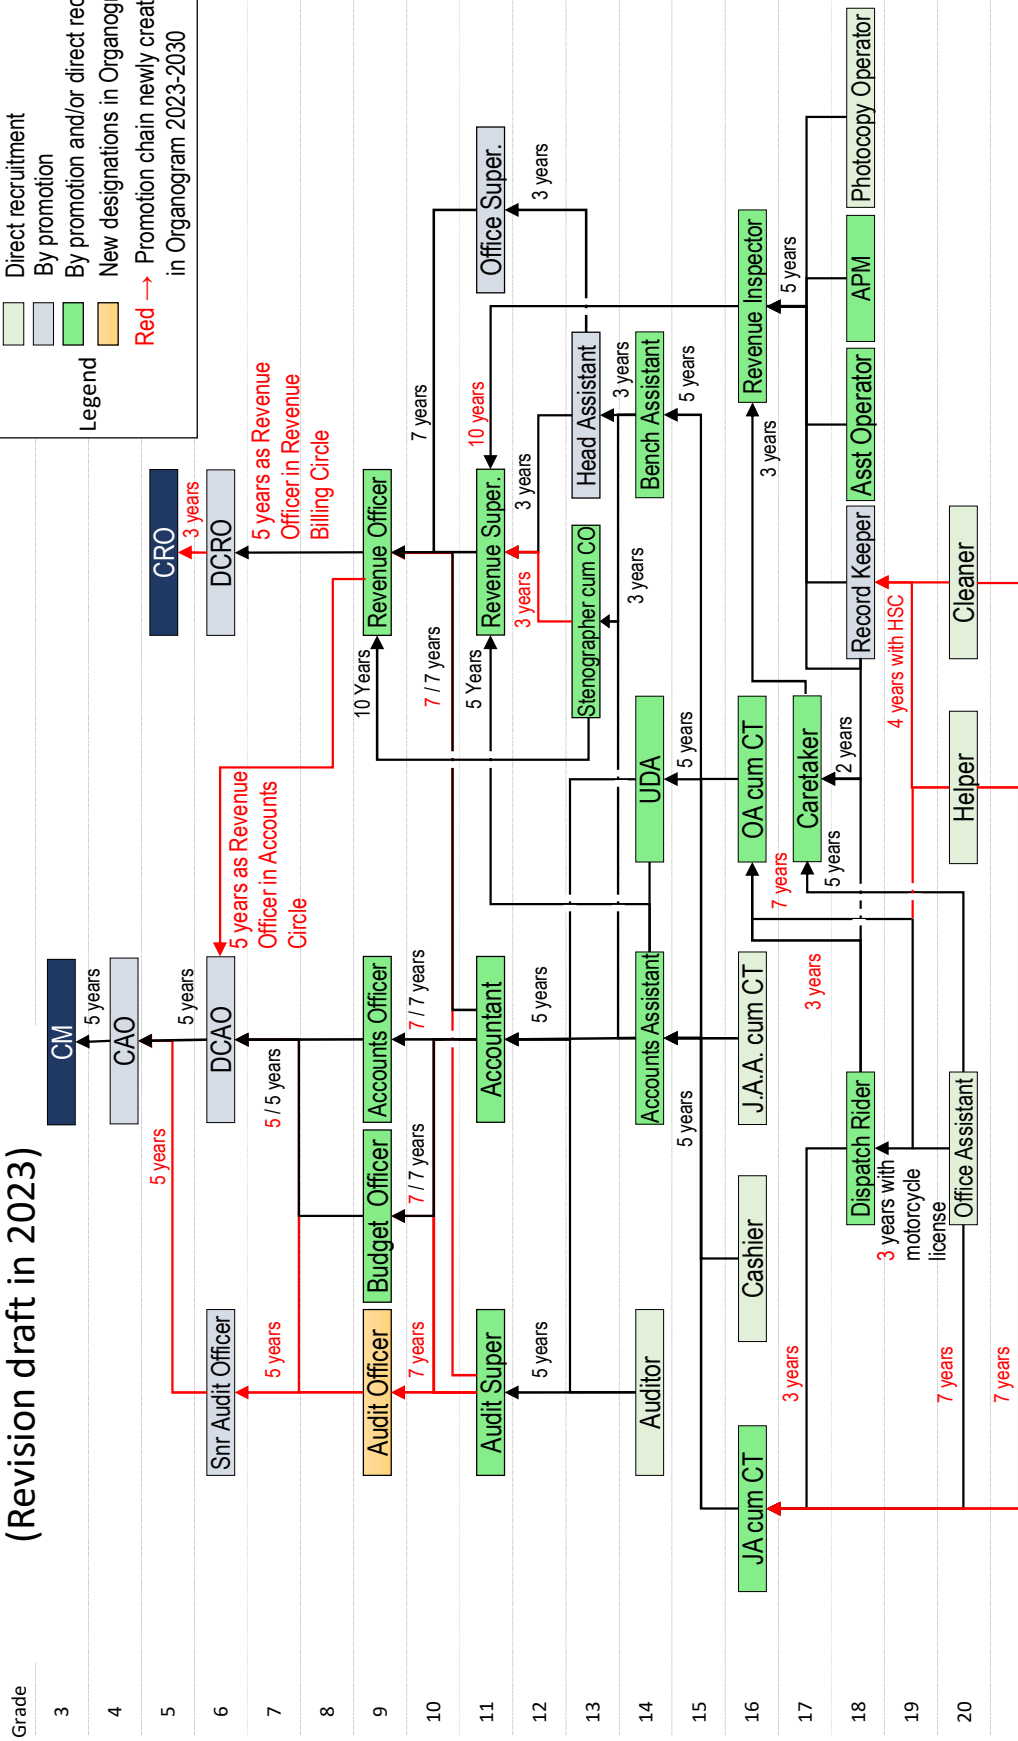 (Revision draft in 2023)
Legend
Direct recruitment
By promotion
By promotion and/or direct rec
New designations in Organogr
Red → Promotion chain newly creat
in Organogram 2023-2030
Grade
3
CM
5 years
4
CAO
CRO
5
5 years
5 years
3 years
6
Snr Audit Officer
DCAO
DCRO
7
5 years
5 / 5 years
5 years as Revenue
Officer in Accounts
Circle
5 years as Revenue
Officer in Revenue
Billing Circle
8
9
Audit Officer
Budget Officer
Accounts Officer
10 Years
Revenue Officer
10
7 years
7 / 7 years
7 / 7 years
7 / 7 years
7 years
11
Audit Super
Accountant
5 Years
Revenue Super.
10 years
Office Super.
12
5 years
5 years
3 years
3 years
3 years
13
Stenographer cum CO
Head Assistant
14
Auditor
Accounts Assistant
UDA
3 years
3 years
Bench Assistant
15
5 years
5 years
5 years
16
JA cum CT
Cashier
J.A.A. cum CT
OA cum CT
3 years
Revenue Inspector
17
3 years
3 years
7 years
5 years
Caretaker
5 years
18
Dispatch Rider
2 years
Record Keeper
Asst Operator
APM
Photocopy Operator
19
3 years with
motorcycle
license
4 years with HSC
20
7 years
Office Assistant
Helper
Cleaner
7 years